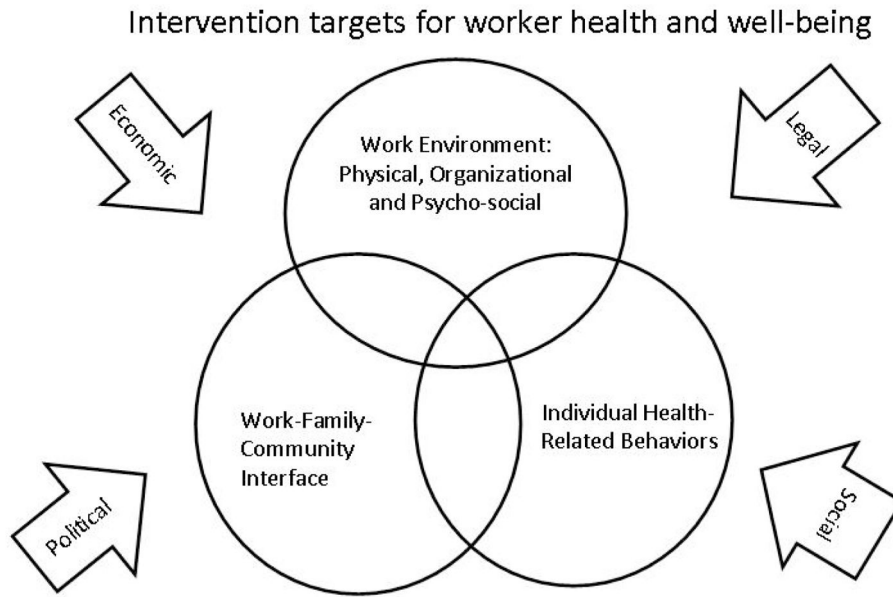 Intervention targets for worker health and well-being
Economic
Legal
Work Environment:
Physical, Organizational
and Psycho-social
Work-Family-
Community
Interface
Individual Health-
Related Behaviors
Political
Social